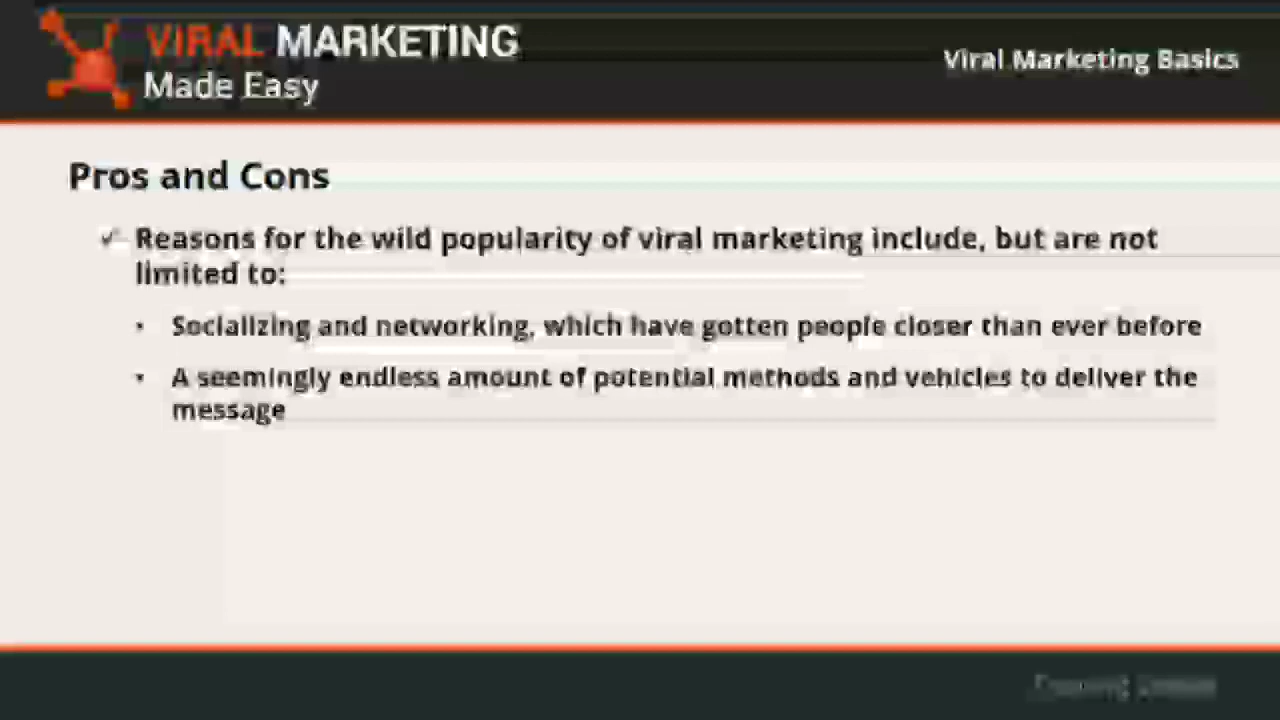 VIRAL MARKETING
Made Easy
Viral Marketing Basics
Pros and Cons
Reasons for the wild popularity of viral marketing include, but are not
limited to:
Socializing and networking, which have gotten people closer than ever before
A seemingly endless amount of potential methods and vehicles to deliver the
message